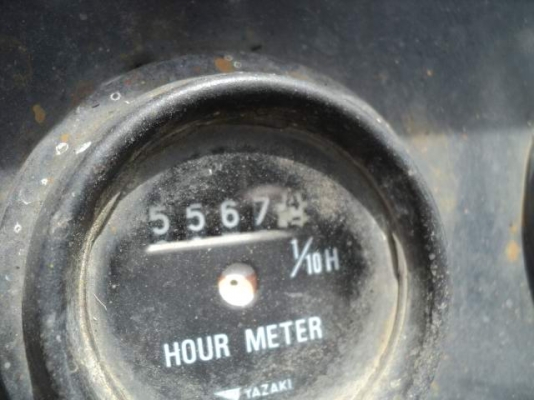 5567
1/10 H
HOUR METER
YAZAKI